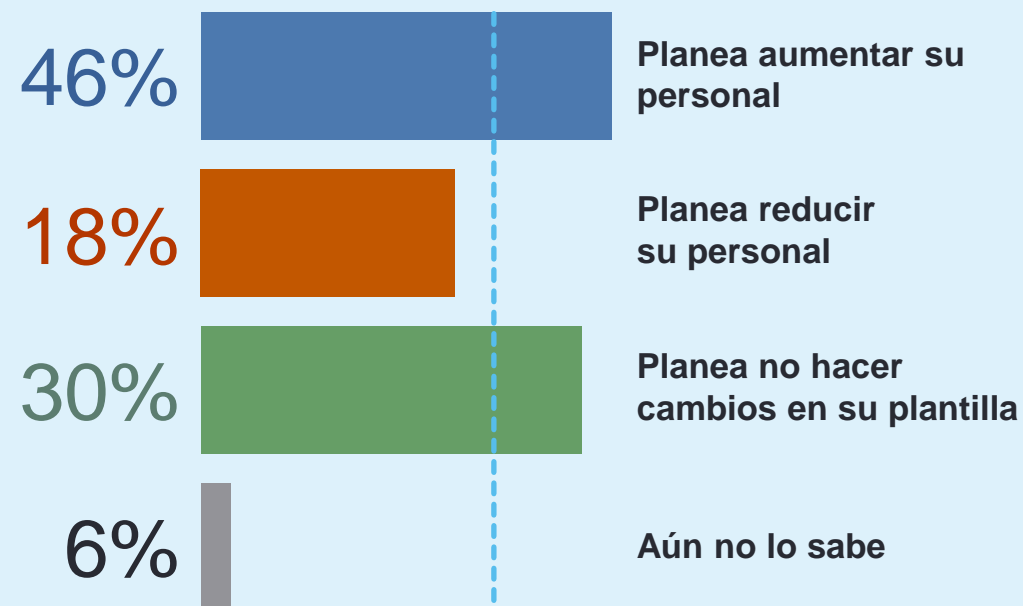 46%
Planea aumentar su
personal
18%
Planea reducir
su personal
30%
Planea no hacer
cambios en su plantilla
6%
Aún no lo sabe